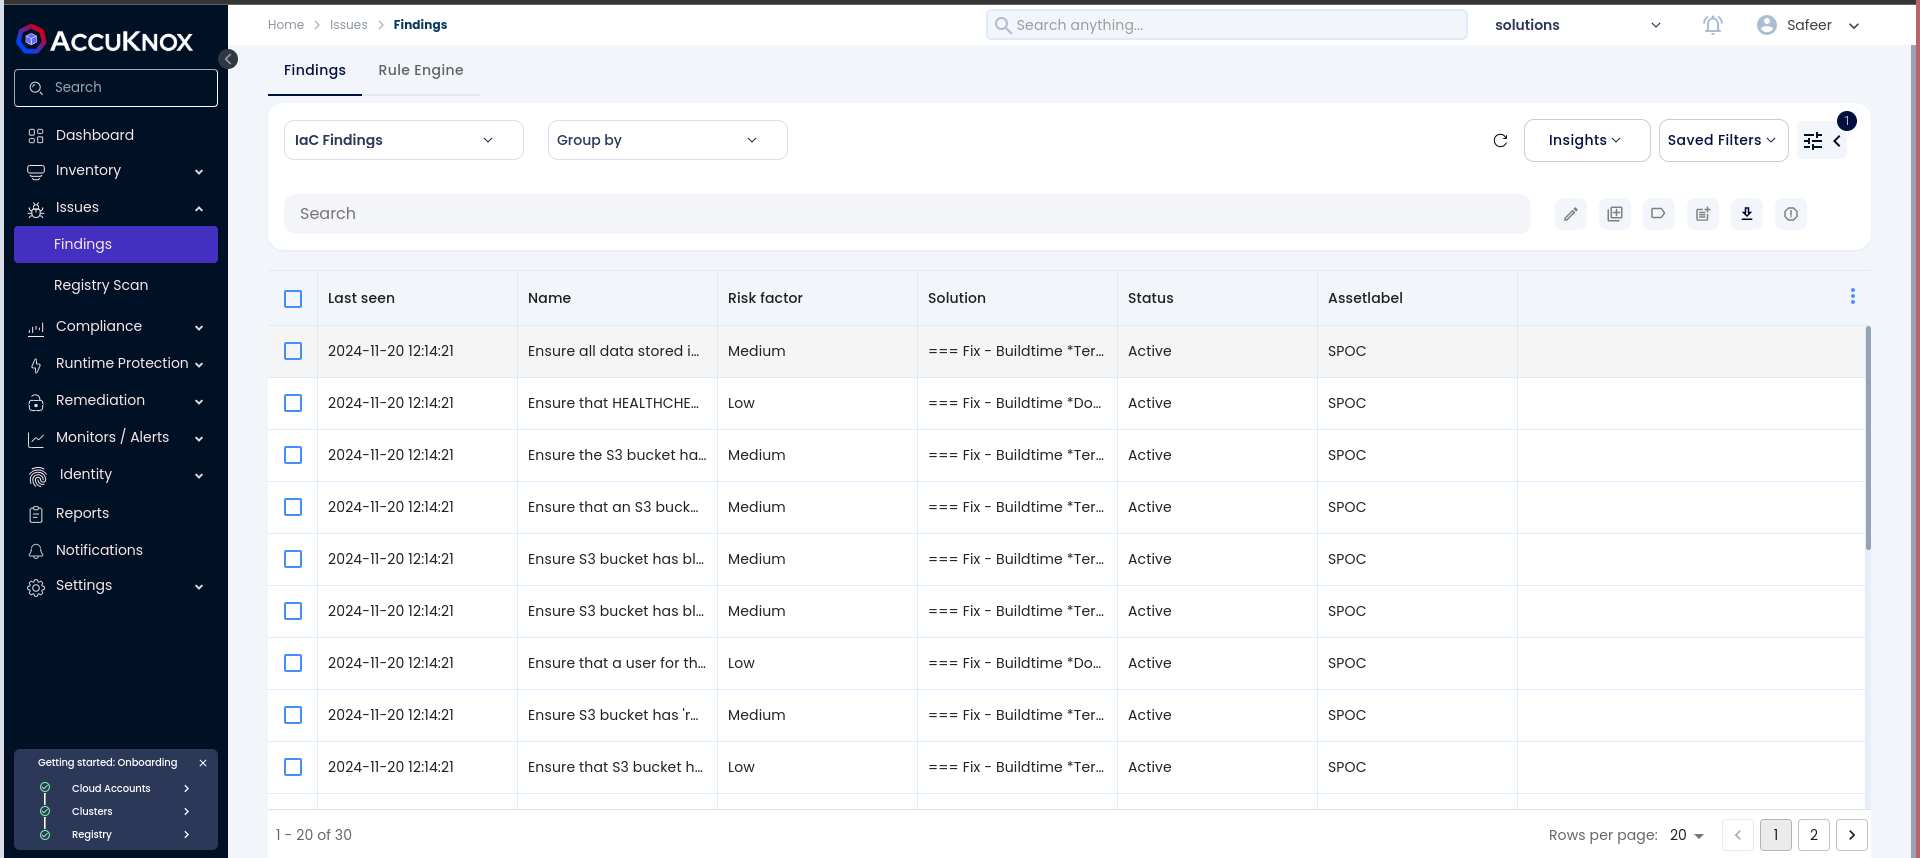 Home > Issues > Findings
Search anything...
solutions
Safeer
ACCUKNOX
Search
Dashboard
Inventory
Issues
Findings
Registry Scan
Compliance
Runtime Protection
Remediation
Monitors / Alerts
Identity
Reports
Notifications
Settings
Getting started: Onboarding ×
Cloud Accounts
Clusters
Registry
Findings Rule Engine
IaC Findings Group by Insights Saved Filters 1
Search
Last seen Name Risk factor Solution Status Assetlabel
2024-11-20 12:14:21 Ensure all data stored i... Medium === Fix - Buildtime *Ter... Active SPOC
2024-11-20 12:14:21 Ensure that HEALTHCHE... Low === Fix - Buildtime *Do... Active SPOC
2024-11-20 12:14:21 Ensure the S3 bucket ha... Medium === Fix - Buildtime *Ter... Active SPOC
2024-11-20 12:14:21 Ensure that an S3 buck... Medium === Fix - Buildtime *Ter... Active SPOC
2024-11-20 12:14:21 Ensure S3 bucket has bl... Medium === Fix - Buildtime *Ter... Active SPOC
2024-11-20 12:14:21 Ensure S3 bucket has bl... Medium === Fix - Buildtime *Ter... Active SPOC
2024-11-20 12:14:21 Ensure that a user for th... Low === Fix - Buildtime *Do... Active SPOC
2024-11-20 12:14:21 Ensure S3 bucket has 'r... Medium === Fix - Buildtime *Ter... Active SPOC
2024-11-20 12:14:21 Ensure that S3 bucket h... Low === Fix - Buildtime *Ter... Active SPOC
1 - 20 of 30 Rows per page: 20 < 1 2 >